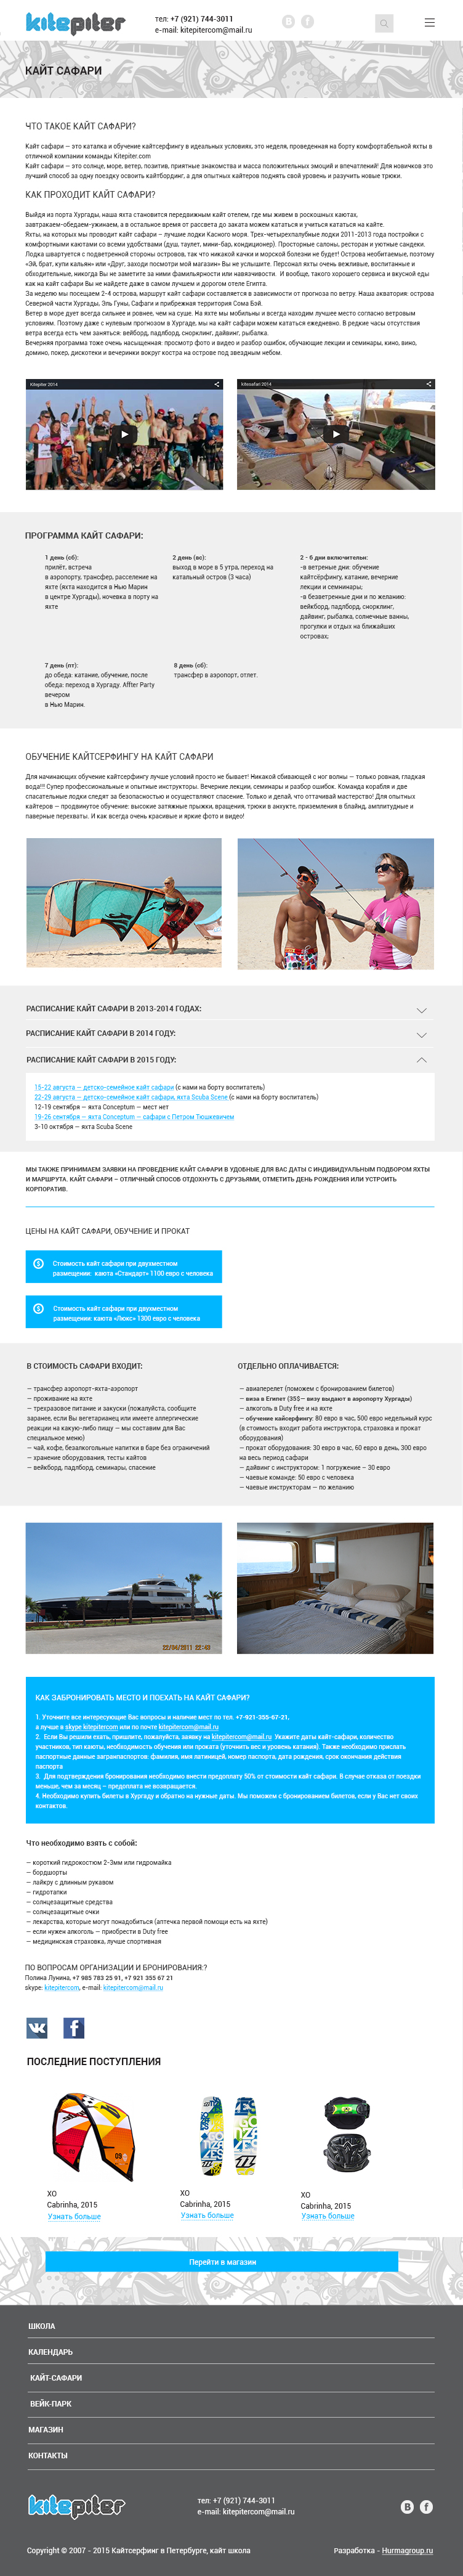 kitepiter
тел: +7 (921) 744-3011
e-mail: kitepitercom@mail.ru
КАЙТ САФАРИ
ЧТО ТАКОЕ КАЙТ САФАРИ?
Кайт сафари — это каталка и обучение кайтсерфингу в идеальных условиях, это неделя, проведенная на борту комфортабельной яхты в
отличной компании команды Kitepiter.com
Кайт сафари — это солнце, море, ветер, позитив, приятные знакомства и масса положительных эмоций и впечатлений! Для новичков это
лучший способ за одну поездку освоить кайтбординг, а для опытных кайтеров поднять свой уровень и разучить новые трюки.
КАК ПРОХОДИТ КАЙТ САФАРИ?
Выйдя из порта Хургады, наша яхта становится передвижным кайт отелем, где мы живем в роскошных каютах,
завтракаем-обедаем-ужинаем, а в остальное время от рассвета до заката можем кататься и учиться кататься на кайте.
Яхты, на которых мы проводит кайт сафари – лучшие лодки Касного моря. Трех-четырехпалубные лодки 2011-2013 года постройки с
комфортными каютами со всеми удобствами (душ, таулет, мини-бар, кондиционер). Просторные салоны, ресторан и уютные сандеки.
Лодка швартуется с подветренной стороны островов, так что никакой качки и морской болезни не будет! Острова необитаемые, поэтому
«Эй, брат, купи кальян» или «Друг, заходи посмотри мой магазин» Вы не услышите. Персонал яхты очень вежливые, воспитанные и
обходительные, никогда Вы не заметите за ними фамильярности или навязчивости. И вообще, такого хорошего сервиса и вкусной еды
как на кайт сафари Вы не найдете даже в самом лучшем и дорогом отеле Египта.
За неделю мы посещаем 2-4 острова, маршрут кайт сафари составляется в зависимости от прогноза по ветру. Наша акватория: острова
Северной части Хургады, Эль Гуны, Сафаги и прибрежная территория Сома Бэй.
Ветер в море дует всегда сильнее и ровнее, чем на суше. На яхте мы мобильны и всегда находим лучшее место согласно ветровым
условиям. Поэтому даже с нулевым прогнозом в Хургаде, мы на кайт сафари можем кататься ежедневно. В редкие часы отсутствия
ветра всегда есть чем заняться: вейборд, падлборд, снорклинг, дайвинг, рыбалка.
Вечерняя программа тоже очень насыщенная: просмотр фото и видео и разбор ошибок, обучающие лекции и семинары, кино, вино,
домино, покер, дискотеки и вечеринки вокруг костра на острове под звездным небом.
Kitepiter 2014
kitesafari 2014
ПРОГРАММА КАЙТ САФАРИ:
1 день (сб):
прилёт, встреча
в аэропорту, трансфер, расселение на
яхте (яхта находится в Нью Марин
в центре Хургады), ночевка в порту на
яхте
2 день (вс):
выход в море в 5 утра, переход на
катальный остров (3 часа)
2 - 6 дни включительн:
-в ветреные дни: обучение
кайтсёрфингу, катание, вечерние
лекции и семминары;
-в безветренные дни и по желанию:
вейкборд, падлборд, снорклинг,
дайвинг, рыбалка, солнечные ванны,
прогулки и отдых на ближайших
островах;
7 день (пт):
до обеда: катание, обучение, после
обеда: переход в Хургаду. Affter Party
вечером
в Нью Марин.
8 день (сб):
трансфер в аэропорт, отлет.
ОБУЧЕНИЕ КАЙТСЕРФИНГУ НА КАЙТ САФАРИ
Для начинающих обучение кайтсерфингу лучше условий просто не бывает! Никакой сбивающей с ног волны — только ровная, гладкая
вода!!! Супер профессиональные и опытные инструкторы. Вечерние лекции, семинары и разбор ошибок. Команда корабля и две
спасательные лодки следят за безопасностью и осуществляют спасение. Только и делай, что оттачивай мастерство! Для опытных
кайтеров — продвинутое обучение: высокие затяжные прыжки, вращения, трюки в анхукте, приземления в блайнд, амплитудные и
паверные перехваты. И как всегда очень красивые и яркие фото и видео!
РАСПИСАНИЕ КАЙТ САФАРИ В 2013-2014 ГОДАХ:
РАСПИСАНИЕ КАЙТ САФАРИ В 2014 ГОДУ:
РАСПИСАНИЕ КАЙТ САФАРИ В 2015 ГОДУ:
15-22 августа — детско-семейное кайт сафари (с нами на борту воспитатель)
22-29 августа — детско-семейное кайт сафари, яхта Scuba Scene (с нами на борту воспитатель)
12-19 сентября — яхта Conceptum — мест нет
19-26 сентября — яхта Conceptum — сафари с Петром Тюшкевичем
3-10 октября — яхта Scuba Scene
МЫ ТАКЖЕ ПРИНИМАЕМ ЗАЯВКИ НА ПРОВЕДЕНИЕ КАЙТ САФАРИ В УДОБНЫЕ ДЛЯ ВАС ДАТЫ С ИНДИВИДУАЛЬНЫМ ПОДБОРОМ ЯХТЫ
И МАРШРУТА. КАЙТ САФАРИ – ОТЛИЧНЫЙ СПОСОБ ОТДОХНУТЬ С ДРУЗЬЯМИ, ОТМЕТИТЬ ДЕНЬ РОЖДЕНИЯ ИЛИ УСТРОИТЬ
КОРПОРАТИВ.
ЦЕНЫ НА КАЙТ САФАРИ, ОБУЧЕНИЕ И ПРОКАТ
Стоимость кайт сафари при двухместном
размещении: каюта «Стандарт» 1100 евро с человека
Стоимость кайт сафари при двухместном
размещении: каюта «Люкс» 1300 евро с человека
В СТОИМОСТЬ САФАРИ ВХОДИТ:
— трансфер аэропорт-яхта-аэропорт
— проживание на яхте
— трехразовое питание и закуски (пожалуйста, сообщите
заранее, если Вы вегетарианец или имеете аллергические
реакции на какую-либо пищу — мы составим для Вас
специальное меню)
— чай, кофе, безалкогольные напитки в баре без ограничений
— хранение оборудования, тесты кайтов
— вейкборд, падлборд, семинары, спасение
ОТДЕЛЬНО ОПЛАЧИВАЕТСЯ:
— авиаперелет (поможем с бронированием билетов)
— виза в Египет (35$— визу выдают в аэропорту Хургады)
— алкоголь в Duty free и на яхте
— обучение кайсерфингу: 80 евро в час, 500 евро недельный курс
(в стоимость входит работа инструктора, страховка и прокат
оборудования)
— прокат оборудования: 30 евро в час, 60 евро в день, 300 евро
на весь период сафари
— дайвинг с инструктором: 1 погружение – 30 евро
— чаевые команде: 50 евро с человека
— чаевые инструкторам — по желанию
22/04/2011 22:43
КАК ЗАБРОНИРОВАТЬ МЕСТО И ПОЕХАТЬ НА КАЙТ САФАРИ?
1. Уточните все интересующие Вас вопросы и наличие мест по тел. +7-921-355-67-21,
а лучше в skype kitepitercom или по почте kitepitercom@mail.ru
2. Если Вы решили ехать, пришлите, пожалуйста, заявку на kitepitercom@mail.ru Укажите даты кайт-сафари, количество
участников, тип каюты, необходимость обучения или проката (уточнить вес и уровень катания). Также необходимо прислать
паспортные данные загранпаспортов: фамилия, имя латиницей, номер паспорта, дата рождения, срок окончания действия
паспорта
3. Для подтверждения бронирования необходимо внести предоплату 50% от стоимости кайт сафари. В случае отказа от поездки
меньше, чем за месяц – предоплата не возвращается.
4. Необходимо купить билеты в Хургаду и обратно на нужные даты. Мы поможем с бронированием билетов, если у Вас нет своих
контактов.
Что необходимо взять с собой:
— короткий гидрокостюм 2-3мм или гидромайка
— бордшорты
— лайкру с длинным рукавом
— гидротапки
— солнцезащитные средства
— солнцезащитные очки
— лекарства, которые могут понадобиться (аптечка первой помощи есть на яхте)
— если нужен алкоголь — приобрести в Duty free
— медицинская страховка, лучше спортивная
ПО ВОПРОСАМ ОРГАНИЗАЦИИ И БРОНИРОВАНИЯ:?
Полина Лунина, +7 985 783 25 91, +7 921 355 67 21
skype: kitepitercom, e-mail: kitepitercom@mail.ru
ПОСЛЕДНИЕ ПОСТУПЛЕНИЯ
XO
Cabrinha, 2015
Узнать больше
XO
Cabrinha, 2015
Узнать больше
XO
Cabrinha, 2015
Узнать больше
Перейти в магазин
ШКОЛА
КАЛЕНДАРЬ
КАЙТ-САФАРИ
ВЕЙК-ПАРК
МАГАЗИН
КОНТАКТЫ
kitepiter
тел: +7 (921) 744-3011
e-mail: kitepitercom@mail.ru
Copyright © 2007 - 2015 Кайтсерфинг в Петербурге, кайт школа
Разработка - Hurmagroup.ru